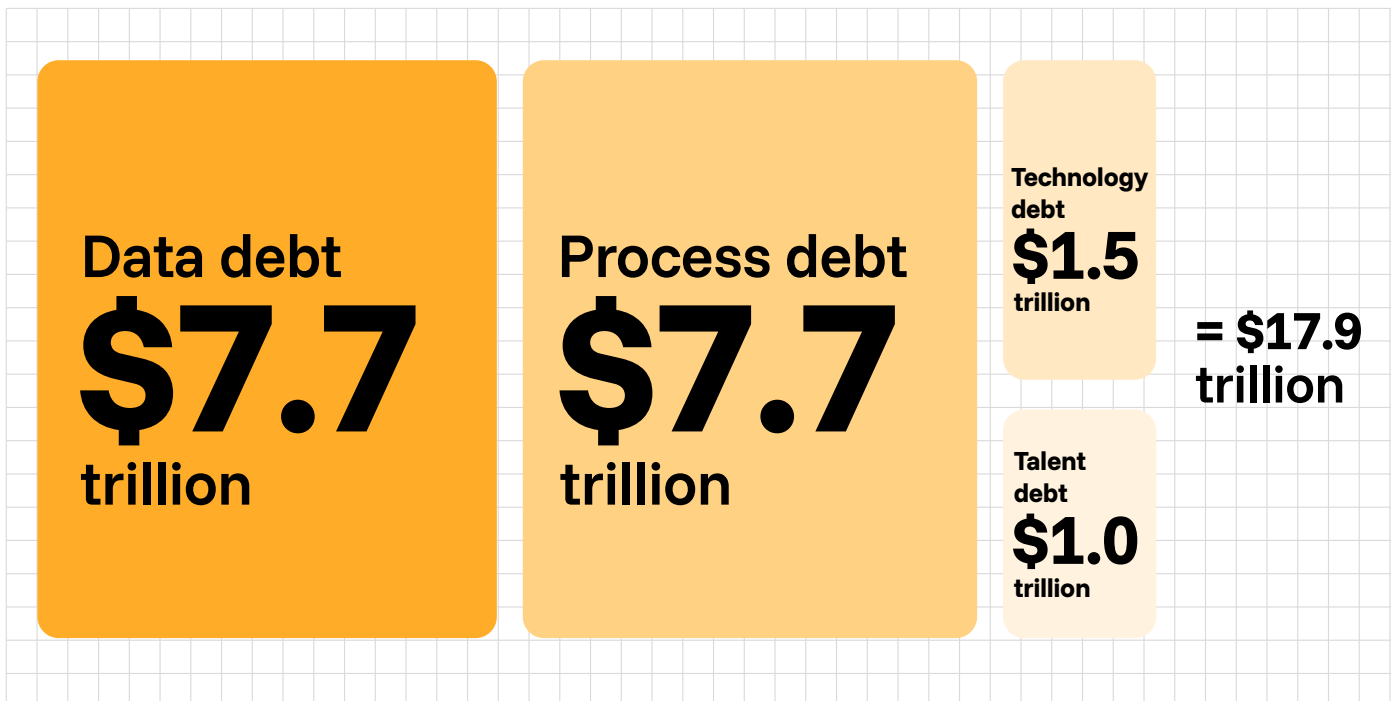 Data debt
$7.7
trillion
Process debt
$7.7
trillion
Technology
debt
$1.5
trillion
Talent
debt
$1.0
trillion
= $17.9
trillion